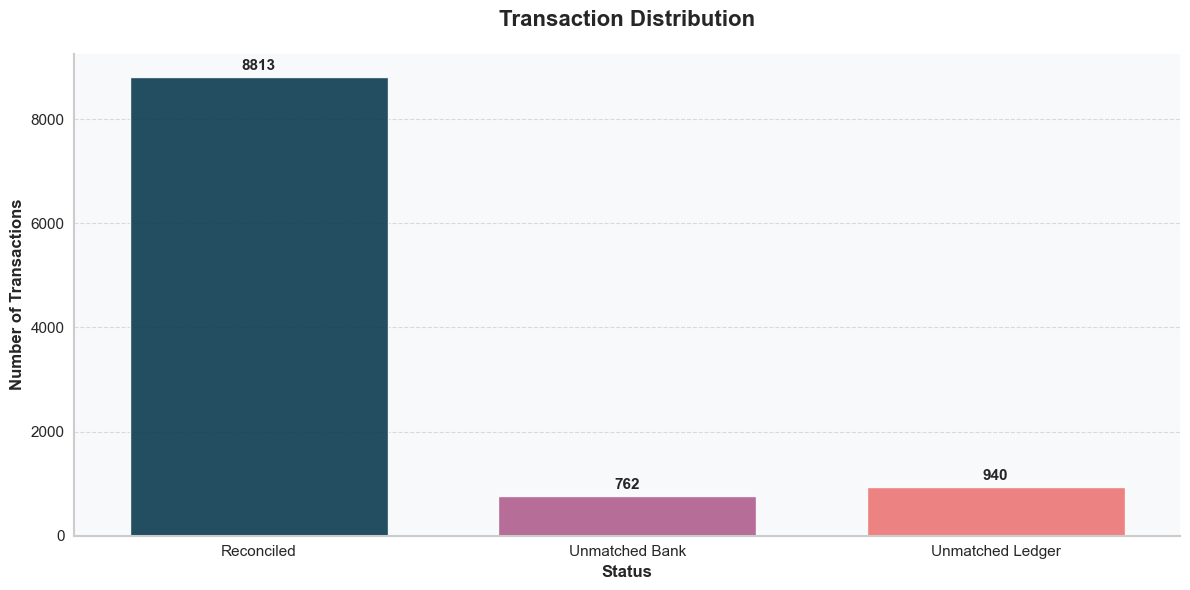 Transaction Distribution
Number of Transactions
8000
6000
4000
2000
0
8813
762
940
Reconciled
Unmatched Bank
Unmatched Ledger
Status